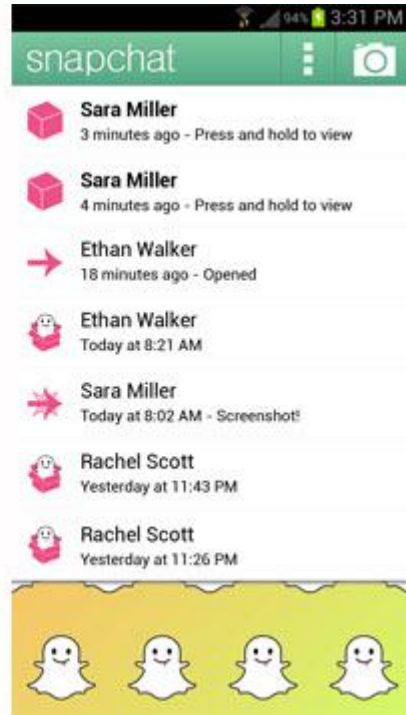 94% 3:31 PM
snapchat
Sara Miller
3 minutes ago - Press and hold to view
Sara Miller
4 minutes ago - Press and hold to view
Ethan Walker
18 minutes ago - Opened
Ethan Walker
Today at 8:21 AM
Sara Miller
Today at 8:02 AM - Screenshot!
Rachel Scott
Yesterday at 11:43 PM
Rachel Scott
Yesterday at 11:26 PM